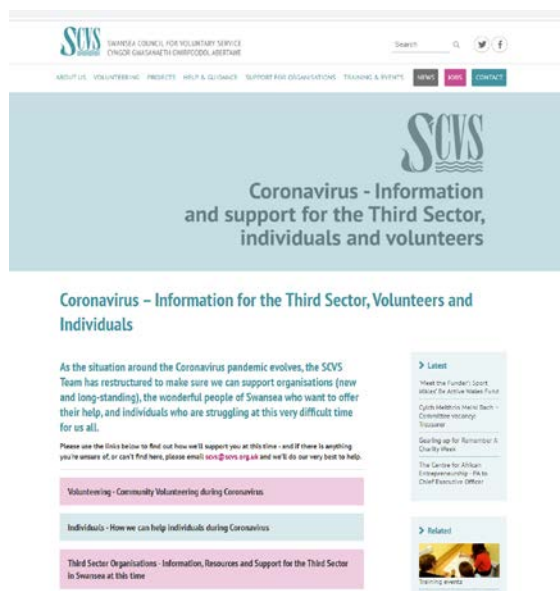 SCVS
SWANSEA COUNCIL FOR VOLUNTARY SERVICE
CYNGOR GWASANAETH GWIRFODDOL ABERTAWE
Search
ABOUT US VOLUNTEERING PROJECTS HELP & GUIDANCE SUPPORT FOR ORGANISATIONS TRAINING & EVENTS NEWS JOBS CONTACT
SCVS
Coronavirus - Information
and support for the Third Sector,
individuals and volunteers
Coronavirus – Information for the Third Sector, Volunteers and
Individuals
As the situation around the Coronavirus pandemic evolves, the SCVS
Team has restructured to make sure we can support organisations (new
and long-standing), the wonderful people of Swansea who want to offer
their help, and individuals who are struggling at this very difficult time
for us all.
Please use the links below to find out how we'll support you at this time - and if there is anything
you're unsure of, or can't find here, please email scvs@scvs.org.uk and we'll do our very best to help.
Volunteering - Community Volunteering during Coronavirus
Individuals - How we can help individuals during Coronavirus
Third Sector Organisations - Information, Resources and Support for the Third Sector
in Swansea at this time
Latest
'Meet the Funder': Sport
Wales' Be Active Wales Fund
Cylch Meithrin Bach -
Committee vacancy:
Treasurer
Gearing up for Remember A
Charity Week
The Centre for African
Entrepreneurship - PA to
Chief Executive Officer
Related
Training events